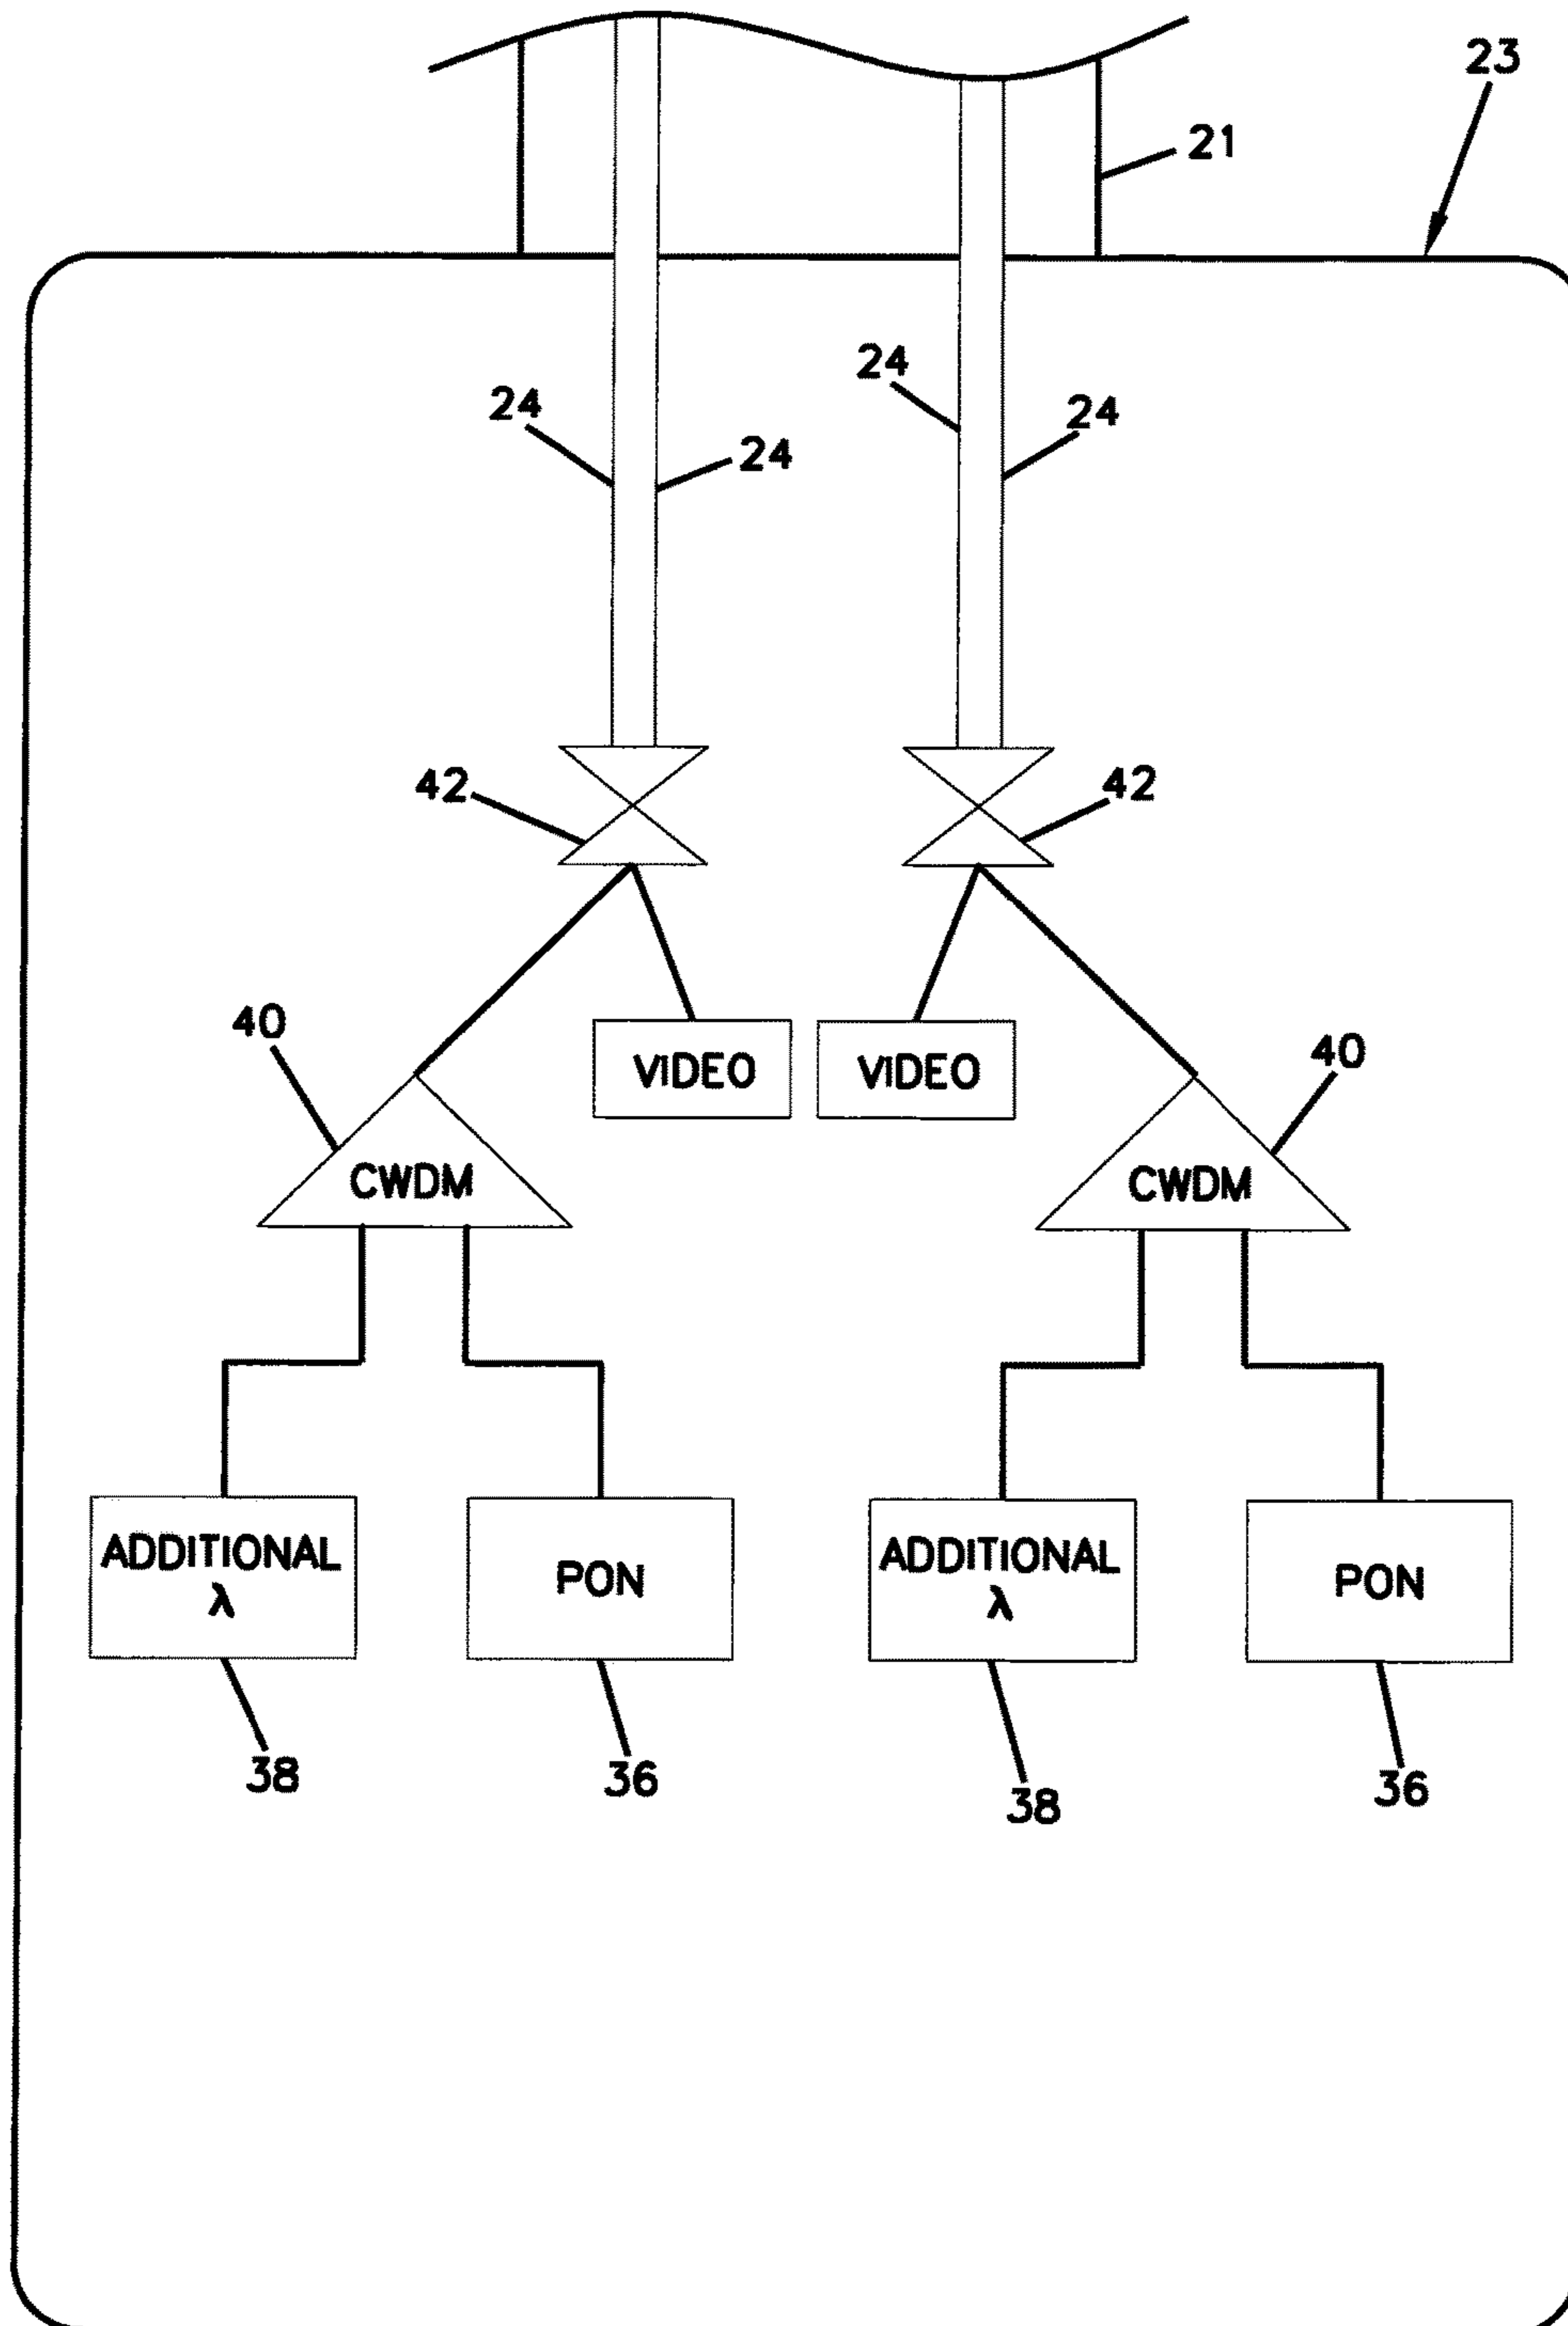 23
21
24
24
24
24
42
42
40
VIDEO
VIDEO
40
CWDM
CWDM
ADDITIONAL
λ
PON
ADDITIONAL
λ
PON
38
36
38
36